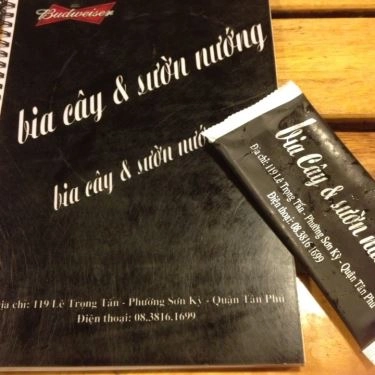 Budweiser
bia cây & sườn nướng
bia cây & sườn
Địa chỉ: 119 Lê Trọng Tấn - Phường Sơn Kỳ - Quận Tân Phú
Điện thoại: 08.3816.1699
bia Cây & sườn
Địa chỉ: 119 Lê Trọng Tấn - Phường Sơn Kỳ - Quận Tân Phú
Điện thoại: 08.3816 1699